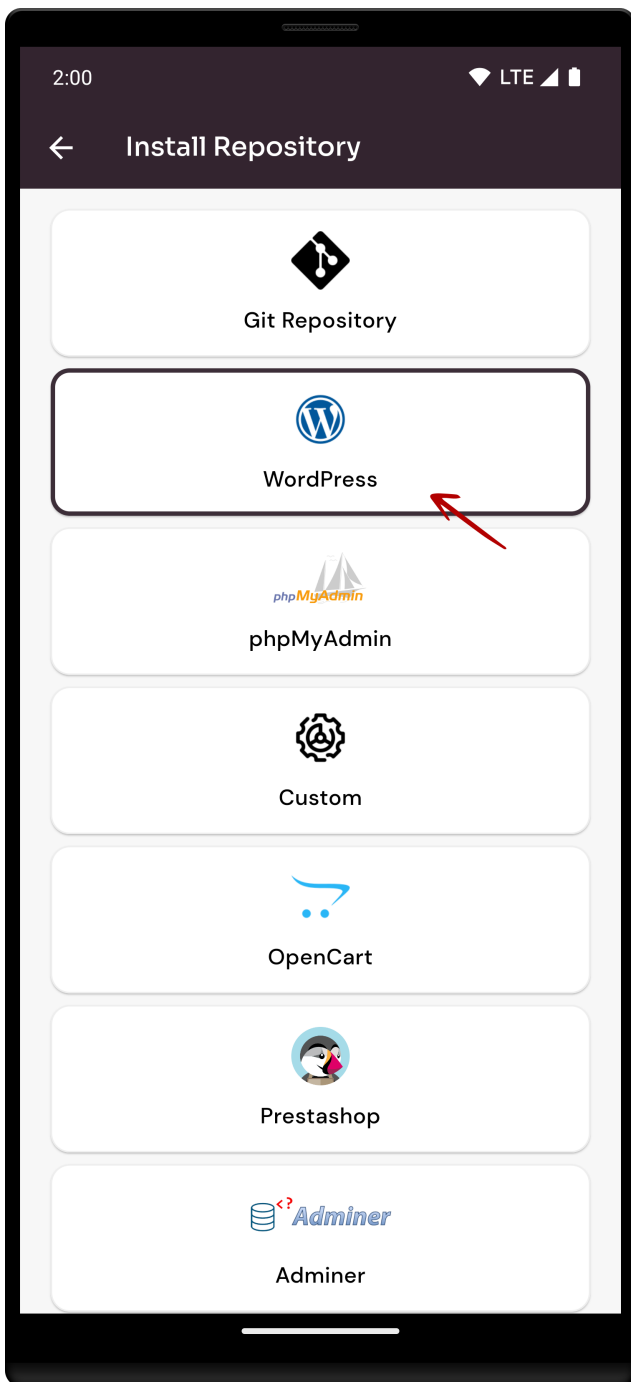 2:00
LTE
Install Repository
Git Repository
WordPress
phpMyAdmin
phpMyAdmin
Custom
OpenCart
Prestashop
<? Adminer
Adminer